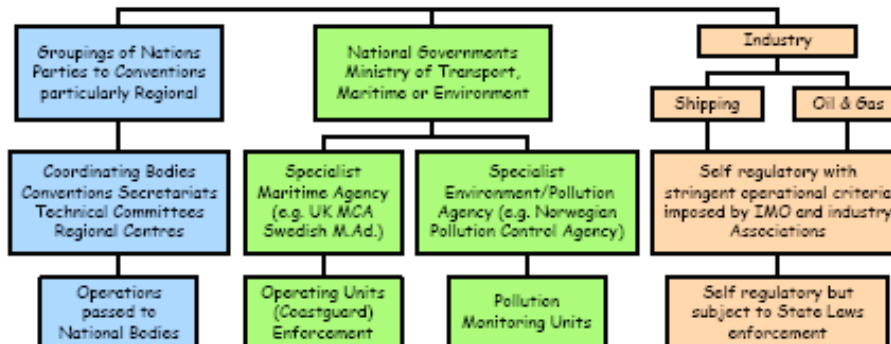 Groupings of Nations
Parties to Conventions
particularly Regional
National Governments
Ministry of Transport,
Maritime or Environment
Industry
Shipping
Oil & Gas
Coordinating Bodies
Conventions Secretariats
Technical Committees
Regional Centres
Specialist
Maritime Agency
(e.g. UK MCA
Swedish M.Ad.)
Specialist
Environment/Pollution
Agency (e.g. Norwegian
Pollution Control Agency)
Self regulatory with
stringent operational criteria
imposed by IMO and industry
Associations
Operations
passed to
National Bodies
Operating Units
(Coastguard)
Enforcement
Pollution
Monitoring Units
Self regulatory but
subject to State Laws
enforcement